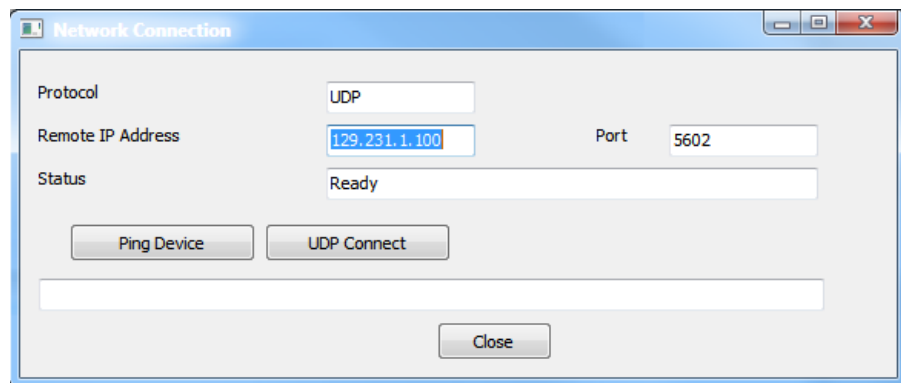 Network Connection
Protocol UDP
Remote IP Address 129.231.1.100 Port 5602
Status Ready
Ping Device UDP Connect
Close